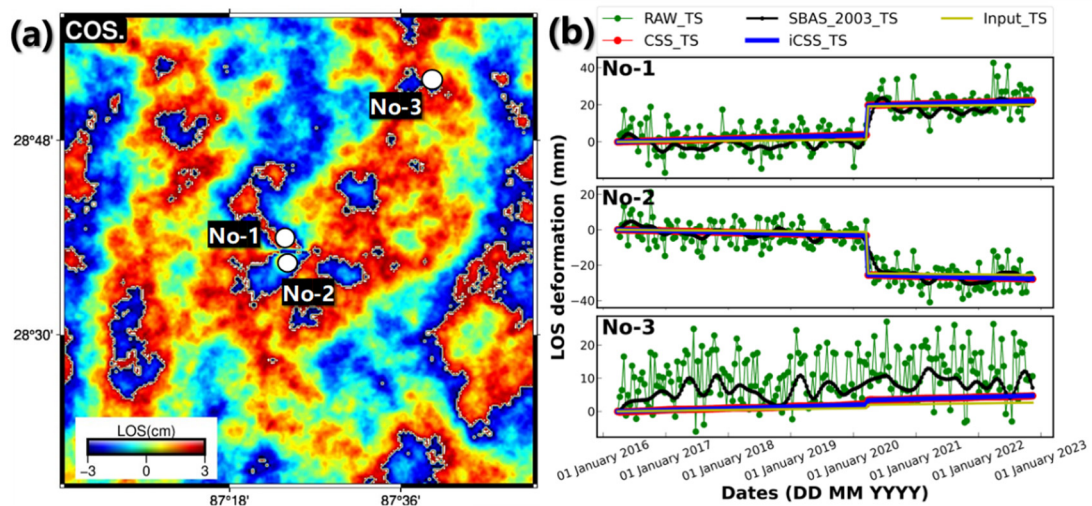 (a)
COS.
No-3
No-1
No-2
28°48'
28°30'
87°18'
87°36'
LOS(cm)
−3 0 3
(b)
RAW_TS SBAS_2003_TS Input_TS
CSS_TS iCSS_TS
No-1
40
20
0
−20
No-2
20
0
−20
−40
No-3
20
10
0
LOS deformation (mm)
01 January 2016
01 January 2017
01 January 2018
01 January 2019
01 January 2020
01 January 2021
01 January 2022
01 January 2023
Dates (DD MM YYYY)